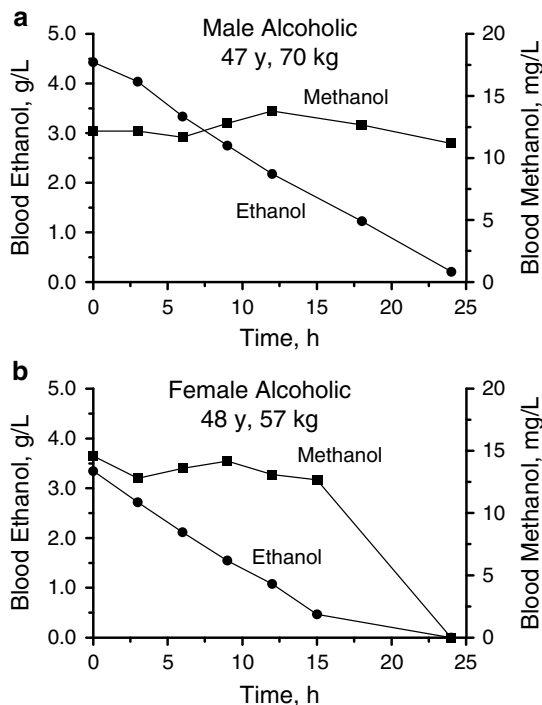 a
Male Alcoholic
47 y, 70 kg
Blood Ethanol, g/L
5.0
4.0
3.0
2.0
1.0
0.0
Methanol
Ethanol
20
15
10
5
0
Blood Methanol, mg/L
0 5 10 15 20 25
Time, h
b
Female Alcoholic
48 y, 57 kg
Blood Ethanol, g/L
5.0
4.0
3.0
2.0
1.0
0.0
Methanol
Ethanol
20
15
10
5
0
Blood Methanol, mg/L
0 5 10 15 20 25
Time, h